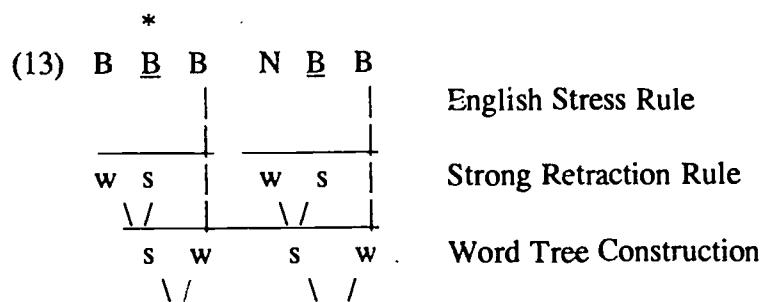 *
(13) B B B N B B
English Stress Rule
w s w s Strong Retraction Rule
s w s w Word Tree Construction